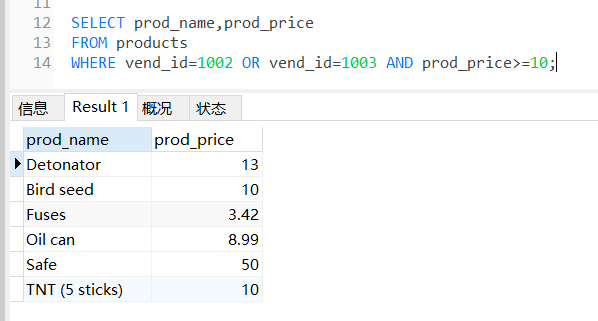 11
12 SELECT prod_name,prod_price
13 FROM products
14 WHERE vend_id=1002 OR vend_id=1003 AND prod_price>=10;
信息 Result 1 概况 状态
prod_name prod_price
Detonator 13
Bird seed 10
Fuses 3.42
Oil can 8.99
Safe 50
TNT (5 sticks) 10